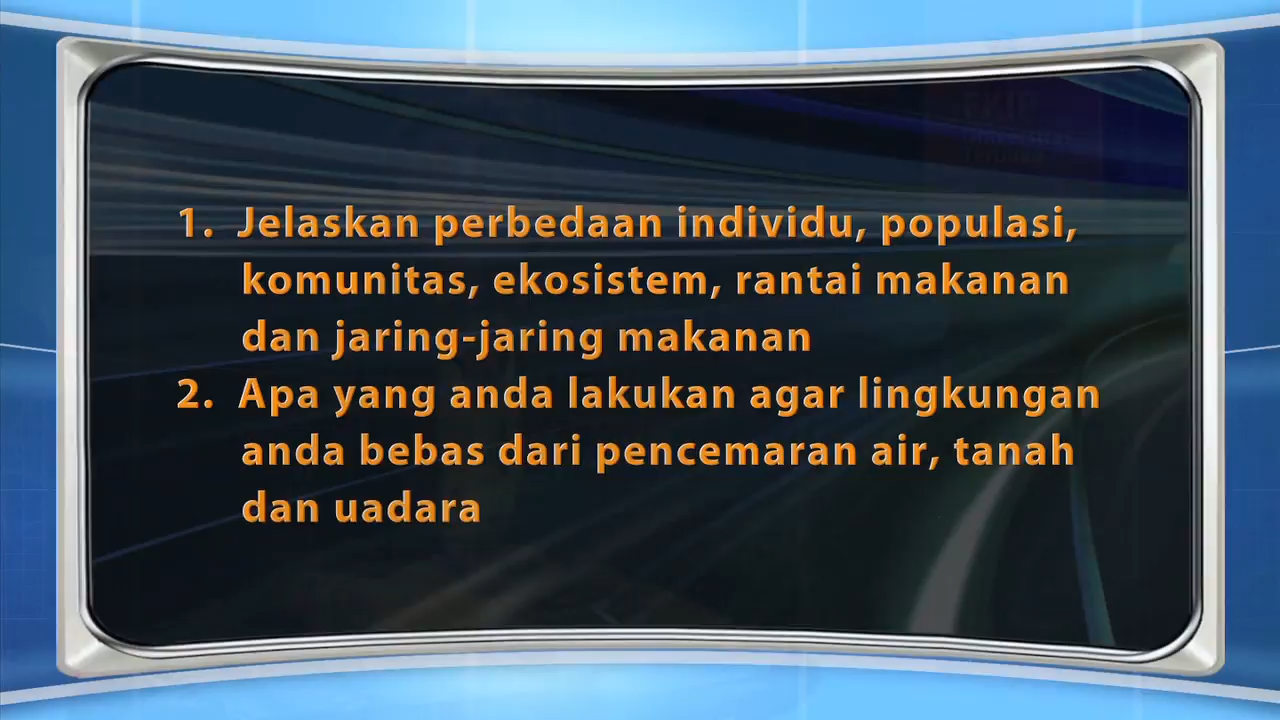 1. Jelaskan perbedaan individu, populasi,
komunitas, ekosistem, rantai makanan
dan jaring-jaring makanan
2. Apa yang anda lakukan agar lingkungan
anda bebas dari pencemaran air, tanah
dan uadara